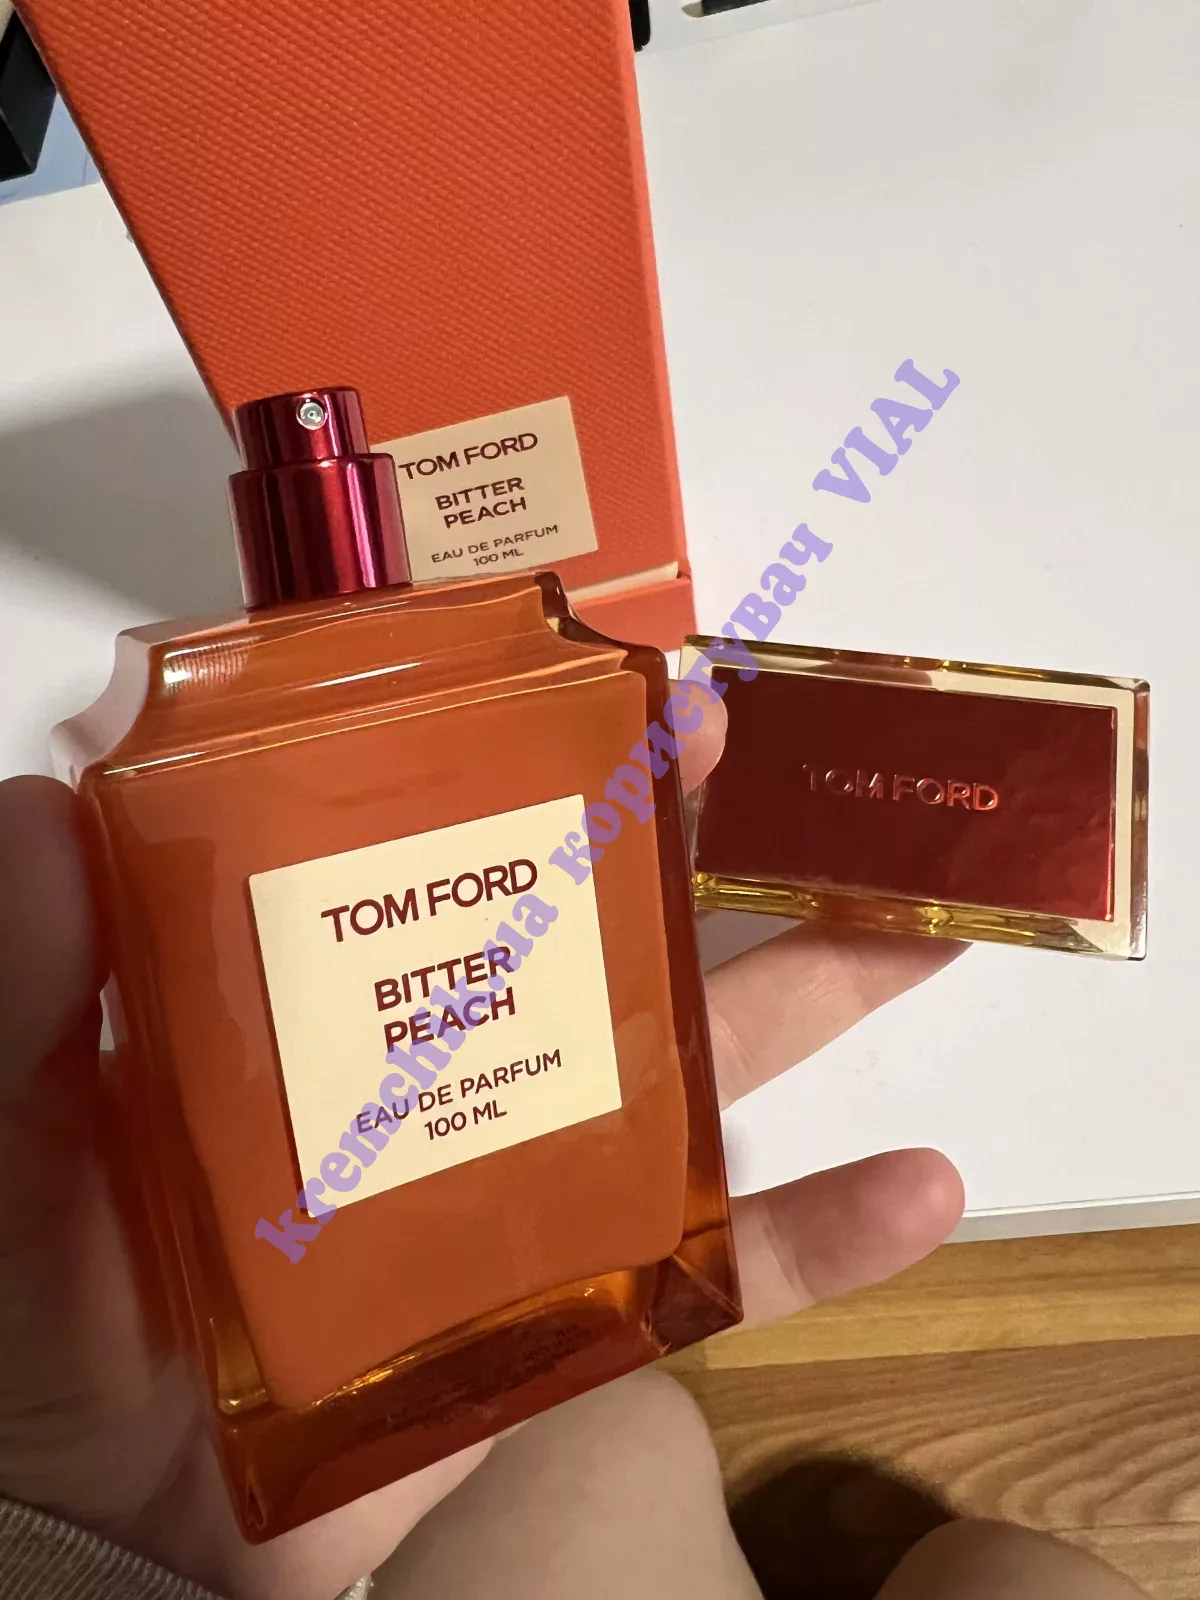 TOM FORD
BITTER
PEACH
EAU DE PARFUM
100 ML
TOM FORD
TOM FORD
BITTER
PEACH
EAU DE PARFUM
100 ML
kremchik.ua користувач VIAL